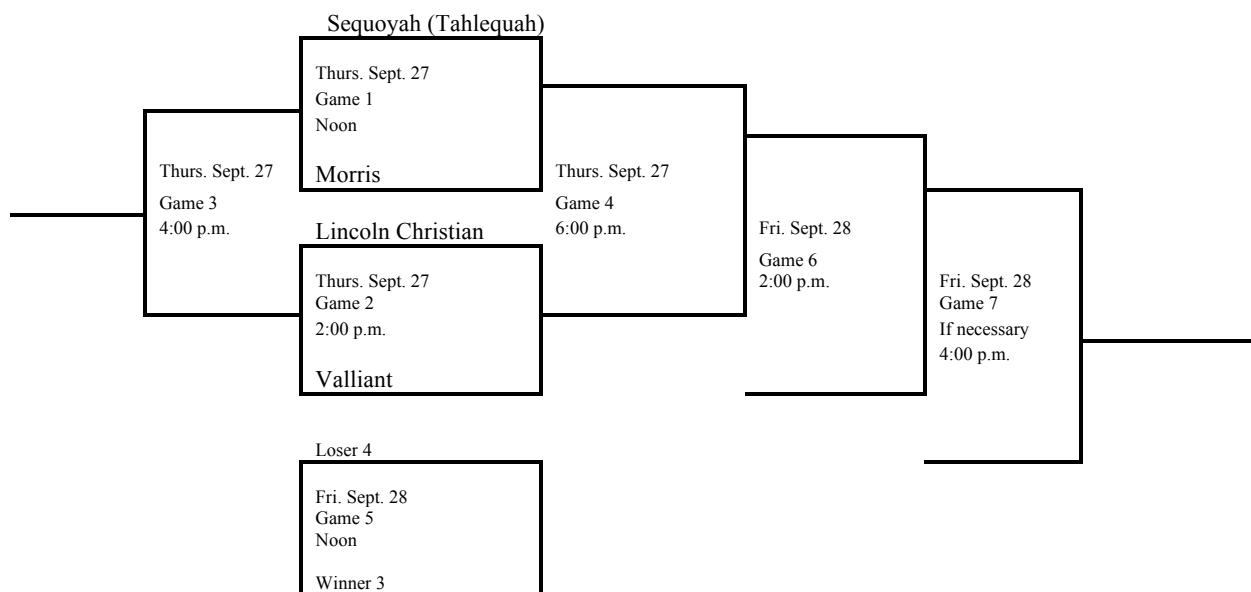 Sequoyah (Tahlequah)
Thurs. Sept. 27
Game 1
Noon
Morris
Thurs. Sept. 27
Game 3
4:00 p.m.
Thurs. Sept. 27
Game 4
6:00 p.m.
Lincoln Christian
Thurs. Sept. 27
Game 2
2:00 p.m.
Valliant
Fri. Sept. 28
Game 6
2:00 p.m.
Fri. Sept. 28
Game 7
If necessary
4:00 p.m.
Loser 4
Fri. Sept. 28
Game 5
Noon
Winner 3